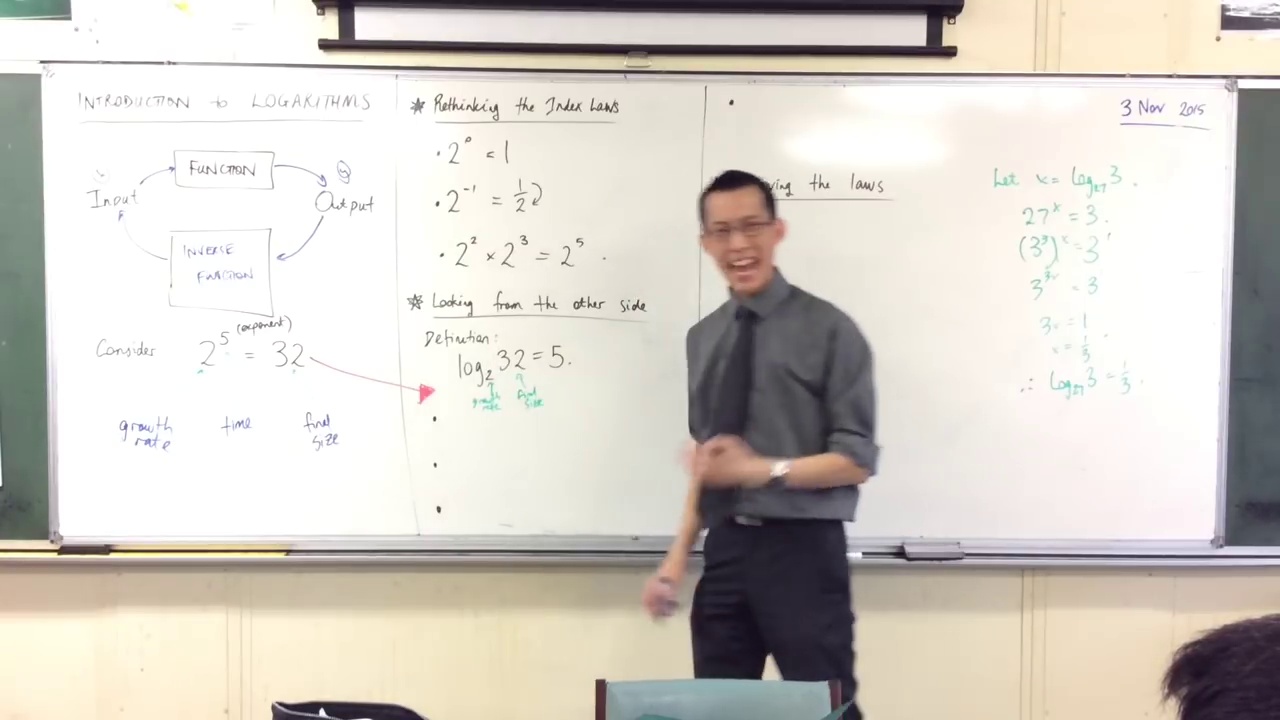 INTRODUCTION to LOGARITHMS
FUNCTION
Input
Output
INVERSE
FUNCTION
(exponent)
Consider 2⁵ = 32
growth
rate
time
final
size
* Rethinking the Index Laws
• 2⁰ = 1
• 2⁻¹ = 1/2
• 2² × 2³ = 2⁵.
* Looking from the other side
Definition:
log₂ 32 = 5.
growth
rate
final
size
the laws
3 Nov 2015
Let x = log₂₇ 3.
27ˣ = 3.
(3³)ˣ = 3¹
3³ˣ = 3
3x = 1
x = 1/3
∴ log₂₇ 3 = 1/3.